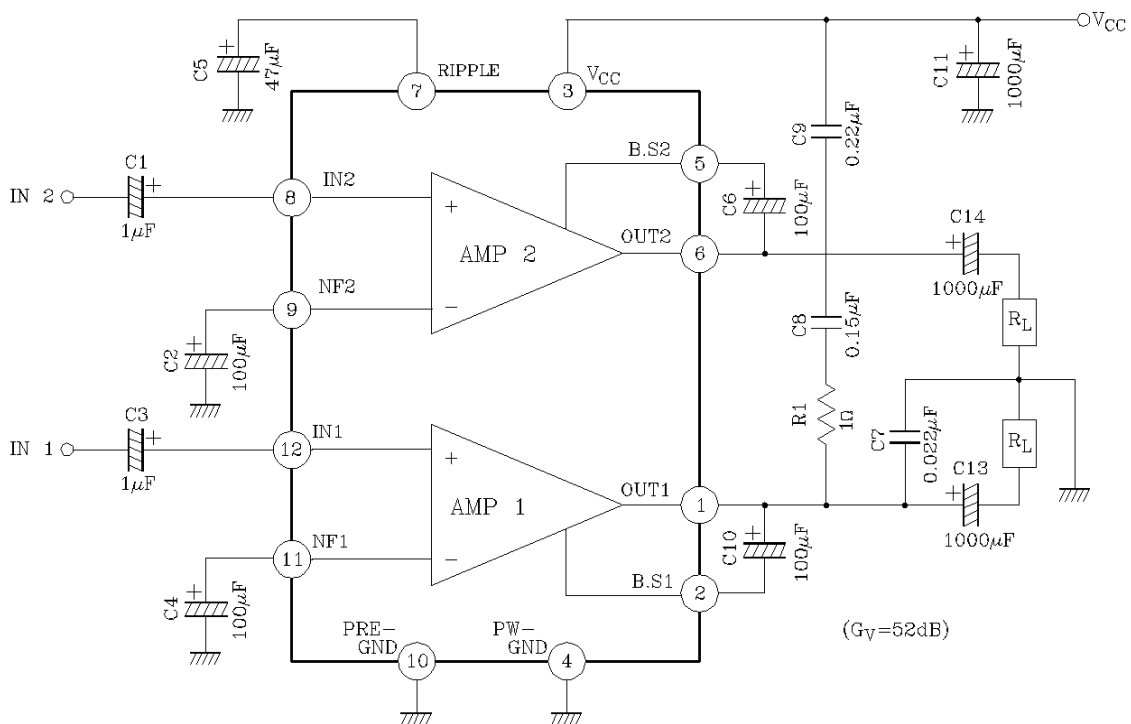 VCC
C5
47µF
RIPPLE
VCC
C11
1000µF
7
3
C9
0.22µF
B.S2
5
C1
IN 2
1µF
8
IN2
+
C6
100µF
AMP 2
OUT2
6
C14
1000µF
NF2
9
−
C8
0.15µF
RL
C2
100µF
C3
IN 1
1µF
12
IN1
+
R1
1Ω
C7
0.022µF
RL
AMP 1
OUT1
1
C13
1000µF
NF1
11
−
C10
100µF
C4
100µF
B.S1
2
PRE-
GND
10
PW-
GND
4
(GV=52dB)